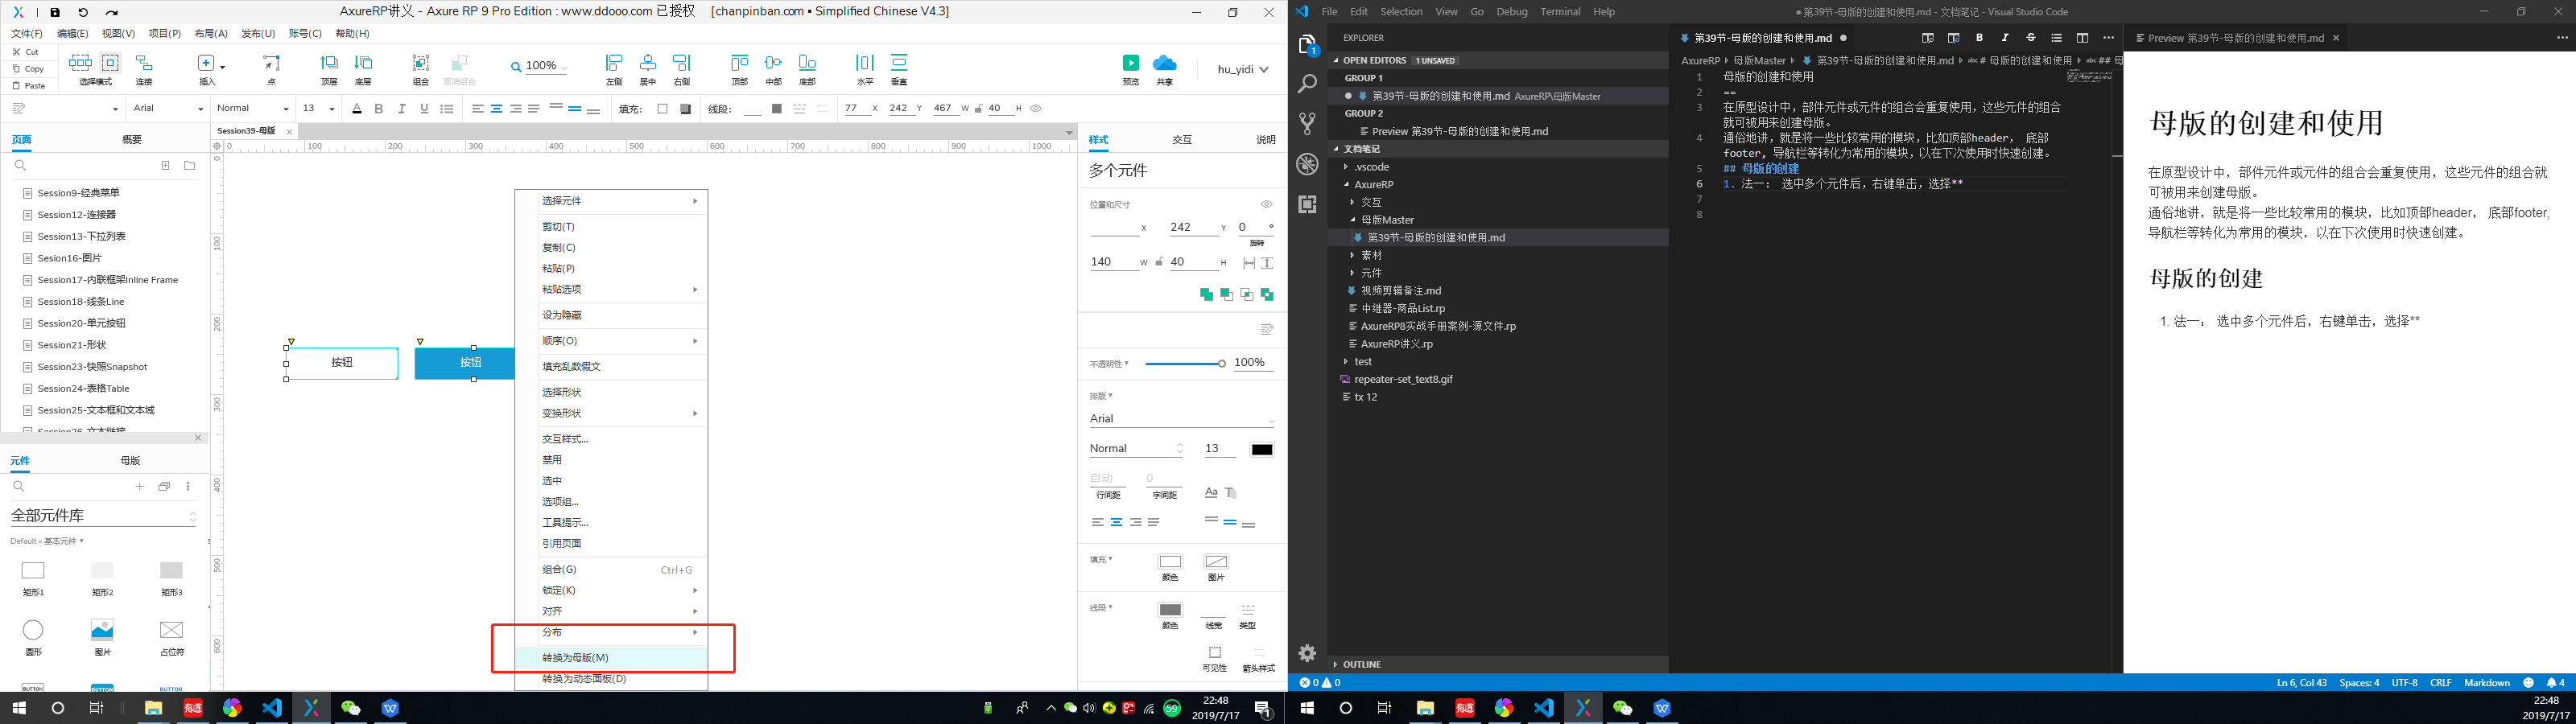 AxureRP讲义 - Axure RP 9 Pro Edition : www.ddooo.com 已授权 [chanpinban.com ▪ Simplified Chinese V4.3]
文件(F) 编辑(E) 视图(V) 项目(P) 布局(A) 发布(U) 账号(C) 帮助(H)
Cut
Copy
Paste
选择模式 连接 插入 点 顶层 底层 组合 取消组合 100% 左侧 居中 右侧 顶部 中部 底部 水平 垂直 预览 共享 hu_yidi
Arial Normal 13 填充: 线段: 77 X 242 Y 467 W 40 H
页面 概要
Session9-经典菜单
Session12-连接器
Session13-下拉列表
Sesion16-图片
Session17-内联框架Inline Frame
Session18-线条Line
Session20-单元按钮
Session21-形状
Session23-快照Snapshot
Session24-表格Table
Session25-文本框和文本域
Session26-文本链接
元件 母版
全部元件库
Default » 基本元件
矩形1 矩形2 矩形3
圆形 图片 占位符
BUTTON BUTTON BUTTON
Session39-母版
0 100 200 300 400 500 600 700 800 900 1000
0
100
200
300
400
500
600
按钮 按钮
选择元件
剪切(T)
复制(C)
粘贴(P)
粘贴选项
设为隐藏
顺序(O)
填充乱数假文
选择形状
变换形状
交互样式...
禁用
选中
选项组...
工具提示...
引用页面
组合(G) Ctrl+G
锁定(K)
对齐
分布
转换为母版(M)
转换为动态面板(D)
样式 交互 说明
多个元件
位置和尺寸
X 242 Y 0 °
旋转
140 W 40 H
不透明性 100%
排版
Arial
Normal 13
自动 0
行间距 字间距
填充 颜色 图片
线段 颜色 线宽 类型
可见性 箭头样式
22:48
2019/7/17
59
1
File Edit Selection View Go Debug Terminal Help
● 第39节-母版的创建和使用.md - 文档笔记 - Visual Studio Code
1
EXPLORER
OPEN EDITORS 1 UNSAVED
GROUP 1
第39节-母版的创建和使用.md AxureRP\母版Master
GROUP 2
Preview 第39节-母版的创建和使用.md
文档笔记
.vscode
AxureRP
交互
母版Master
第39节-母版的创建和使用.md
素材
元件
视频剪辑备注.md
中继器-商品List.rp
AxureRP8实战手册案例-源文件.rp
AxureRP讲义.rp
test
repeater-set_text8.gif
tx 12
OUTLINE
第39节-母版的创建和使用.md ●
AxureRP › 母版Master › 第39节-母版的创建和使用.md › # 母版的创建和使用 › ## 母
1 母版的创建和使用
2 ==
3 在原型设计中，部件元件或元件的组合会重复使用，这些元件的组合
就可被用来创建母版。
4 通俗地讲，就是将一些比较常用的模块，比如顶部header， 底部
footer, 导航栏等转化为常用的模块，以在下次使用时快速创建。
5 ## 母版的创建
6 1. 法一： 选中多个元件后，右键单击，选择**
7
8
Preview 第39节-母版的创建和使用.md
母版的创建和使用
在原型设计中，部件元件或元件的组合会重复使用，这些元件的组合就
可被用来创建母版。
通俗地讲，就是将一些比较常用的模块，比如顶部header， 底部footer,
导航栏等转化为常用的模块，以在下次使用时快速创建。
母版的创建
1. 法一： 选中多个元件后，右键单击，选择**
0 0
Ln 6, Col 43 Spaces: 4 UTF-8 CRLF Markdown 4
22:48
2019/7/17